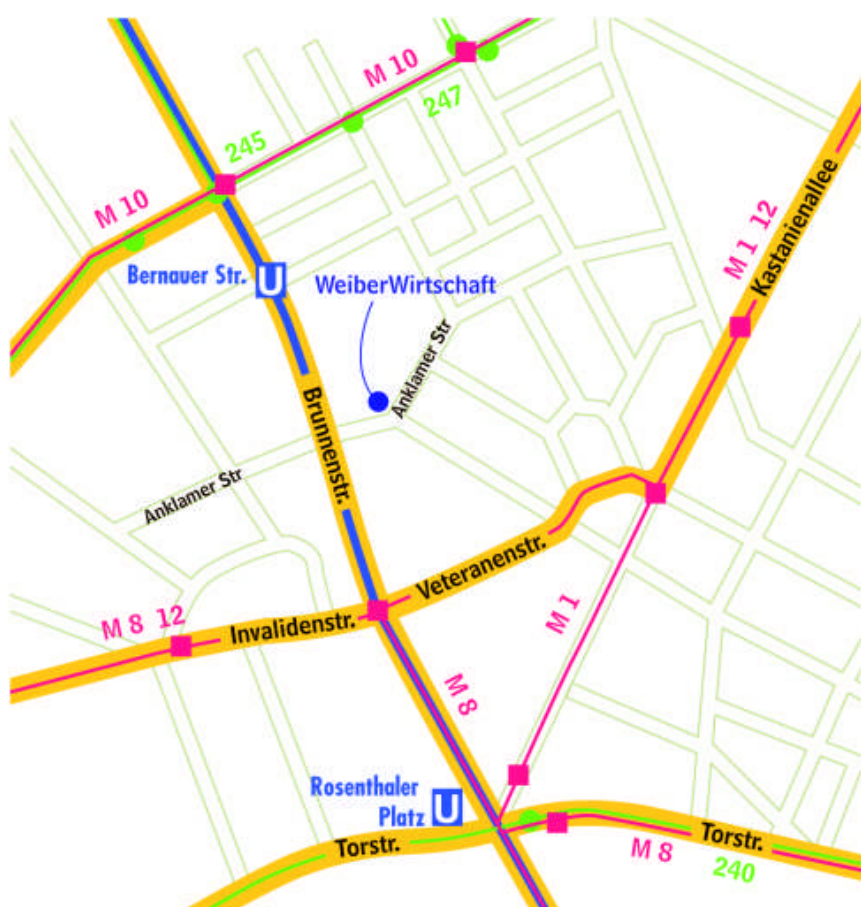 M 10
247
245
M 10
M 1 12
Kastanienallee
Bernauer Str. U
WeiberWirtschaft
Anklamer Str
Brunnenstr.
Anklamer Str
Veteranenstr.
M 8 12
Invalidenstr.
M 1
M 8
Rosenthaler
Platz U
Torstr.
Torstr.
M 8
240